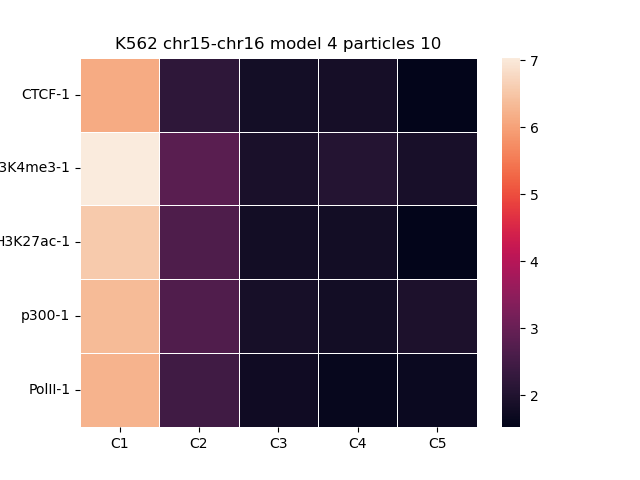 K562 chr15-chr16 model 4 particles 10
CTCF-1
3K4me3-1
H3K27ac-1
p300-1
PolII-1
C1 C2 C3 C4 C5
7
6
5
4
3
2